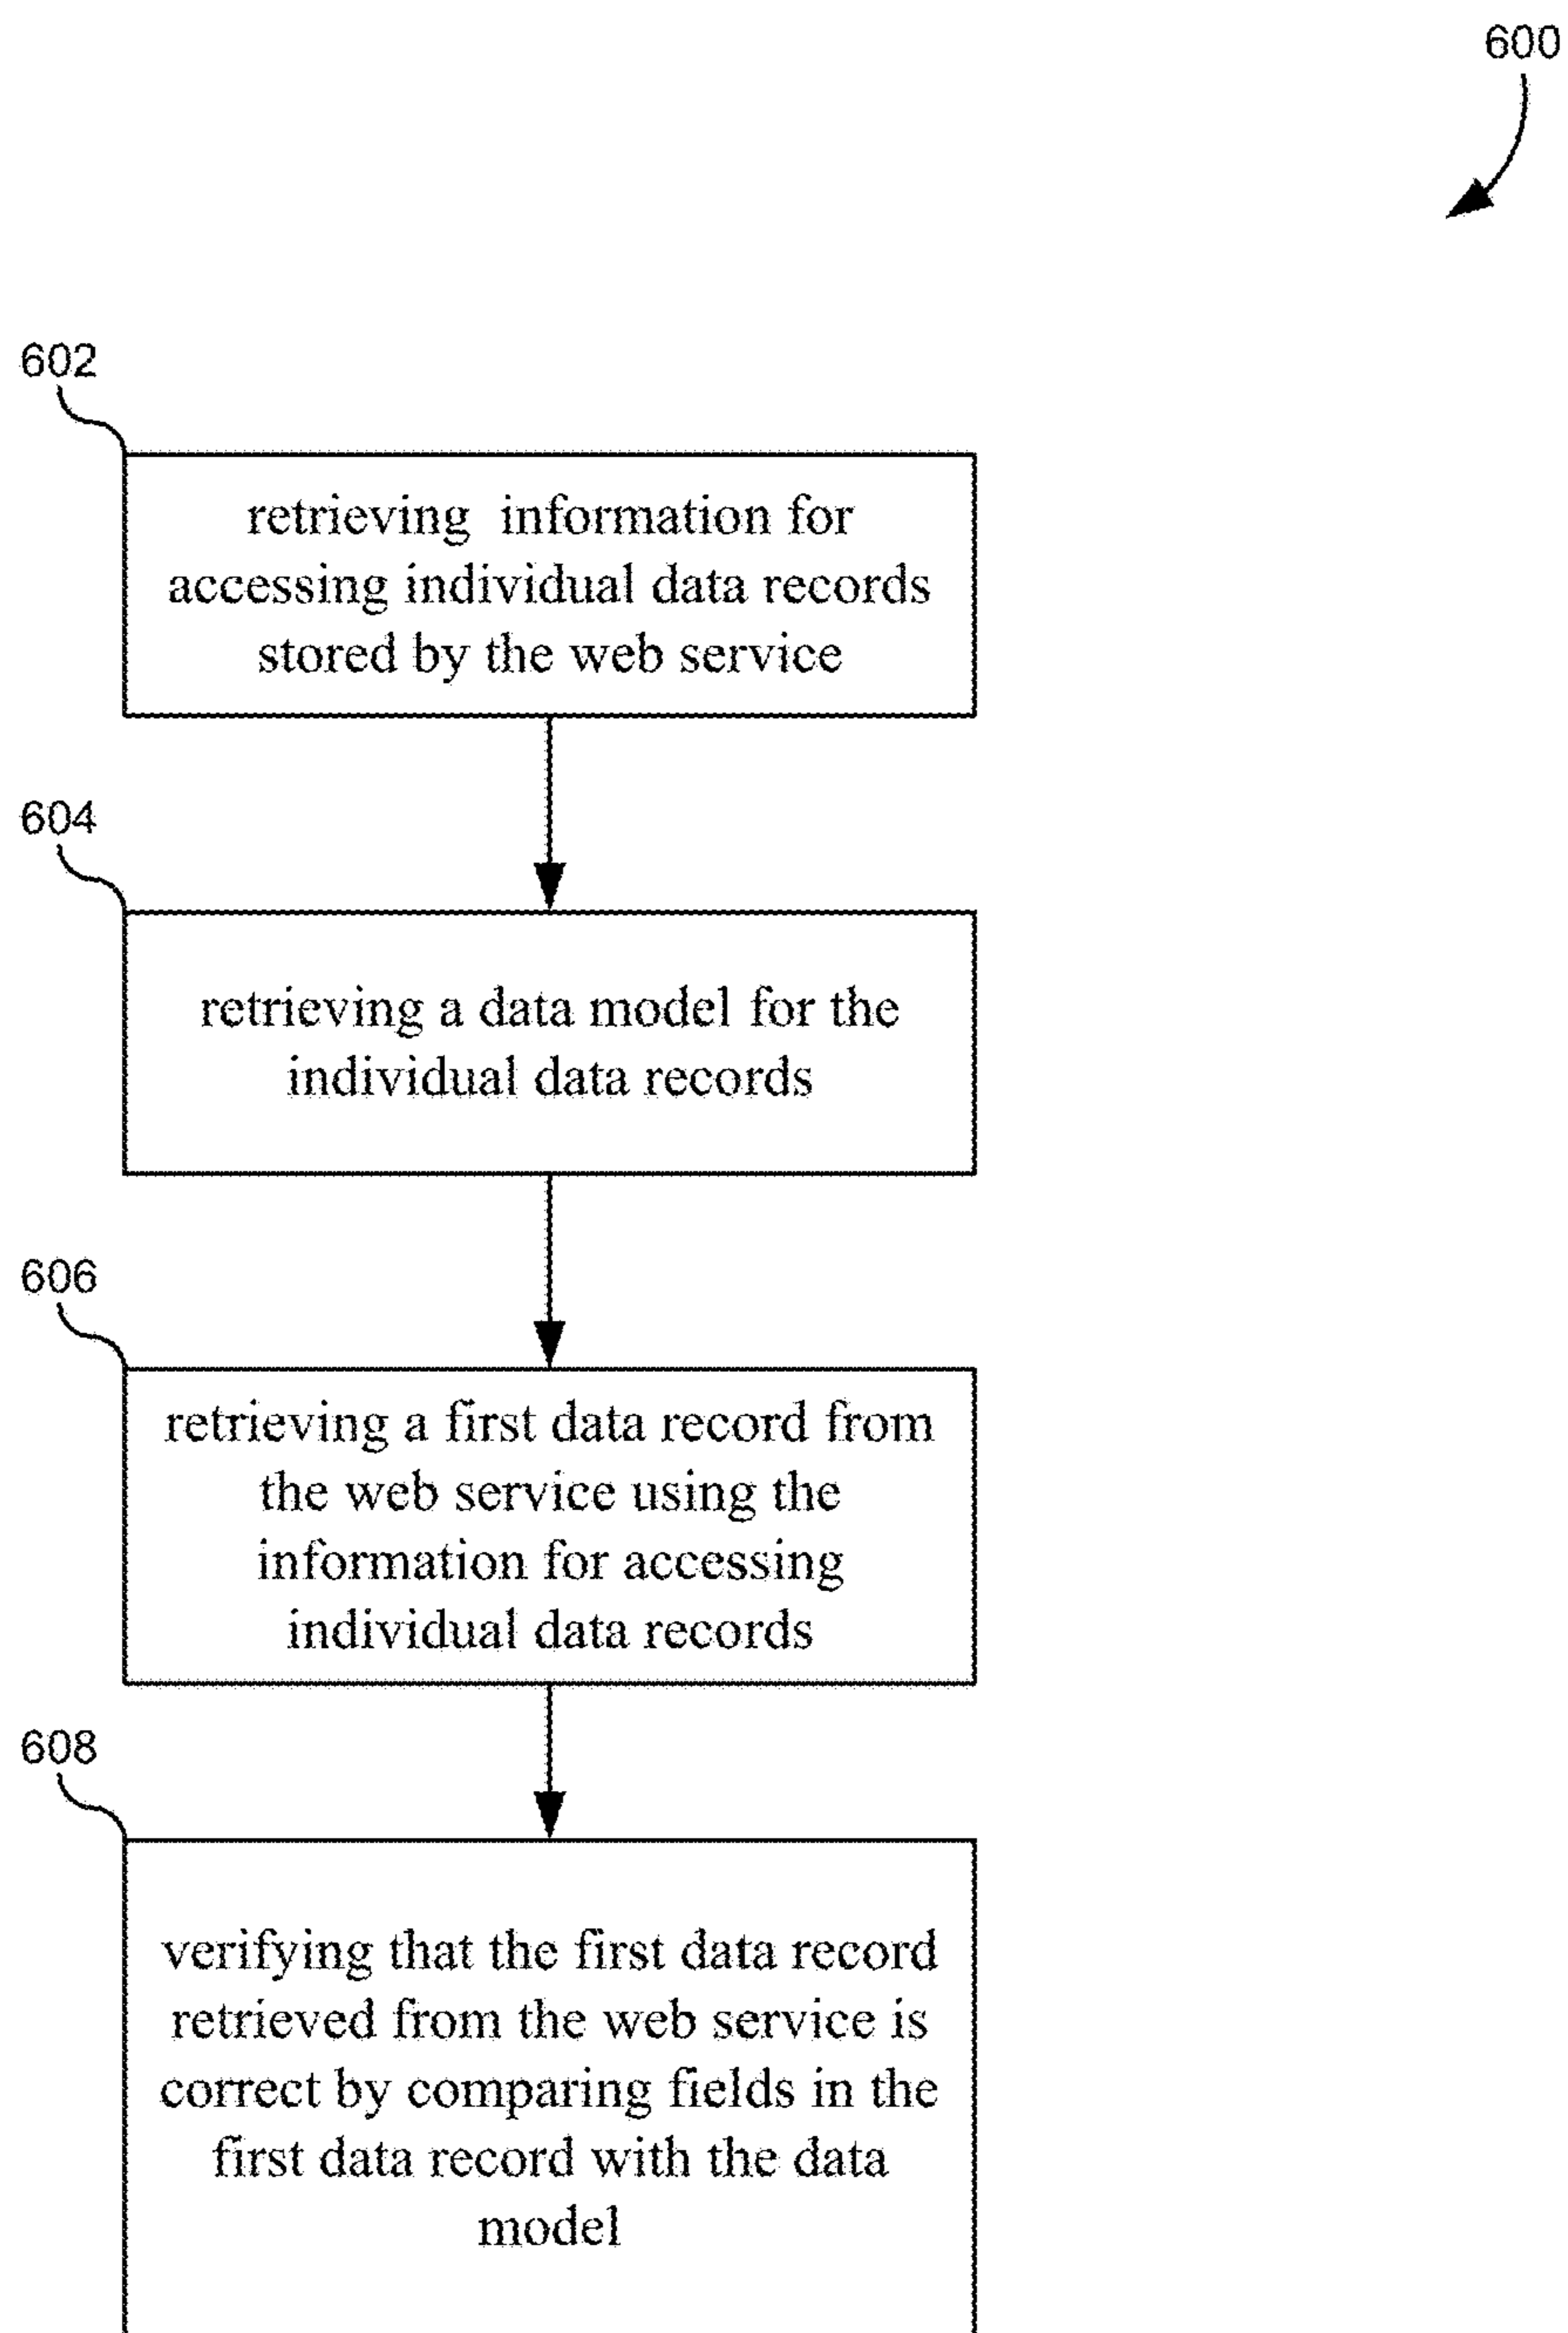 600
602
retrieving information for
accessing individual data records
stored by the web service
604
retrieving a data model for the
individual data records
606
retrieving a first data record from
the web service using the
information for accessing
individual data records
608
verifying that the first data record
retrieved from the web service is
correct by comparing fields in the
first data record with the data
model